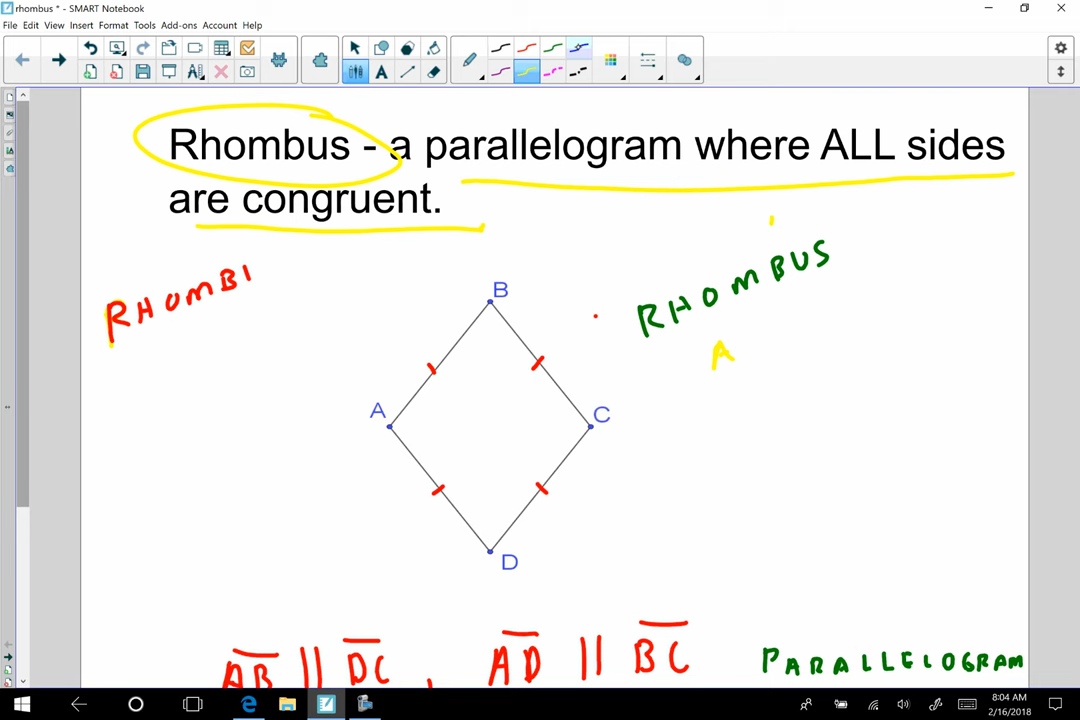 rhombus * - SMART Notebook
File Edit View Insert Format Tools Add-ons Account Help
Rhombus - a parallelogram where ALL sides
are congruent.
RHOMBI
RHOMBUS
A
B
A
C
D
AB || DC , AD || BC
PARALLELOGRAM
8:04 AM
2/16/2018